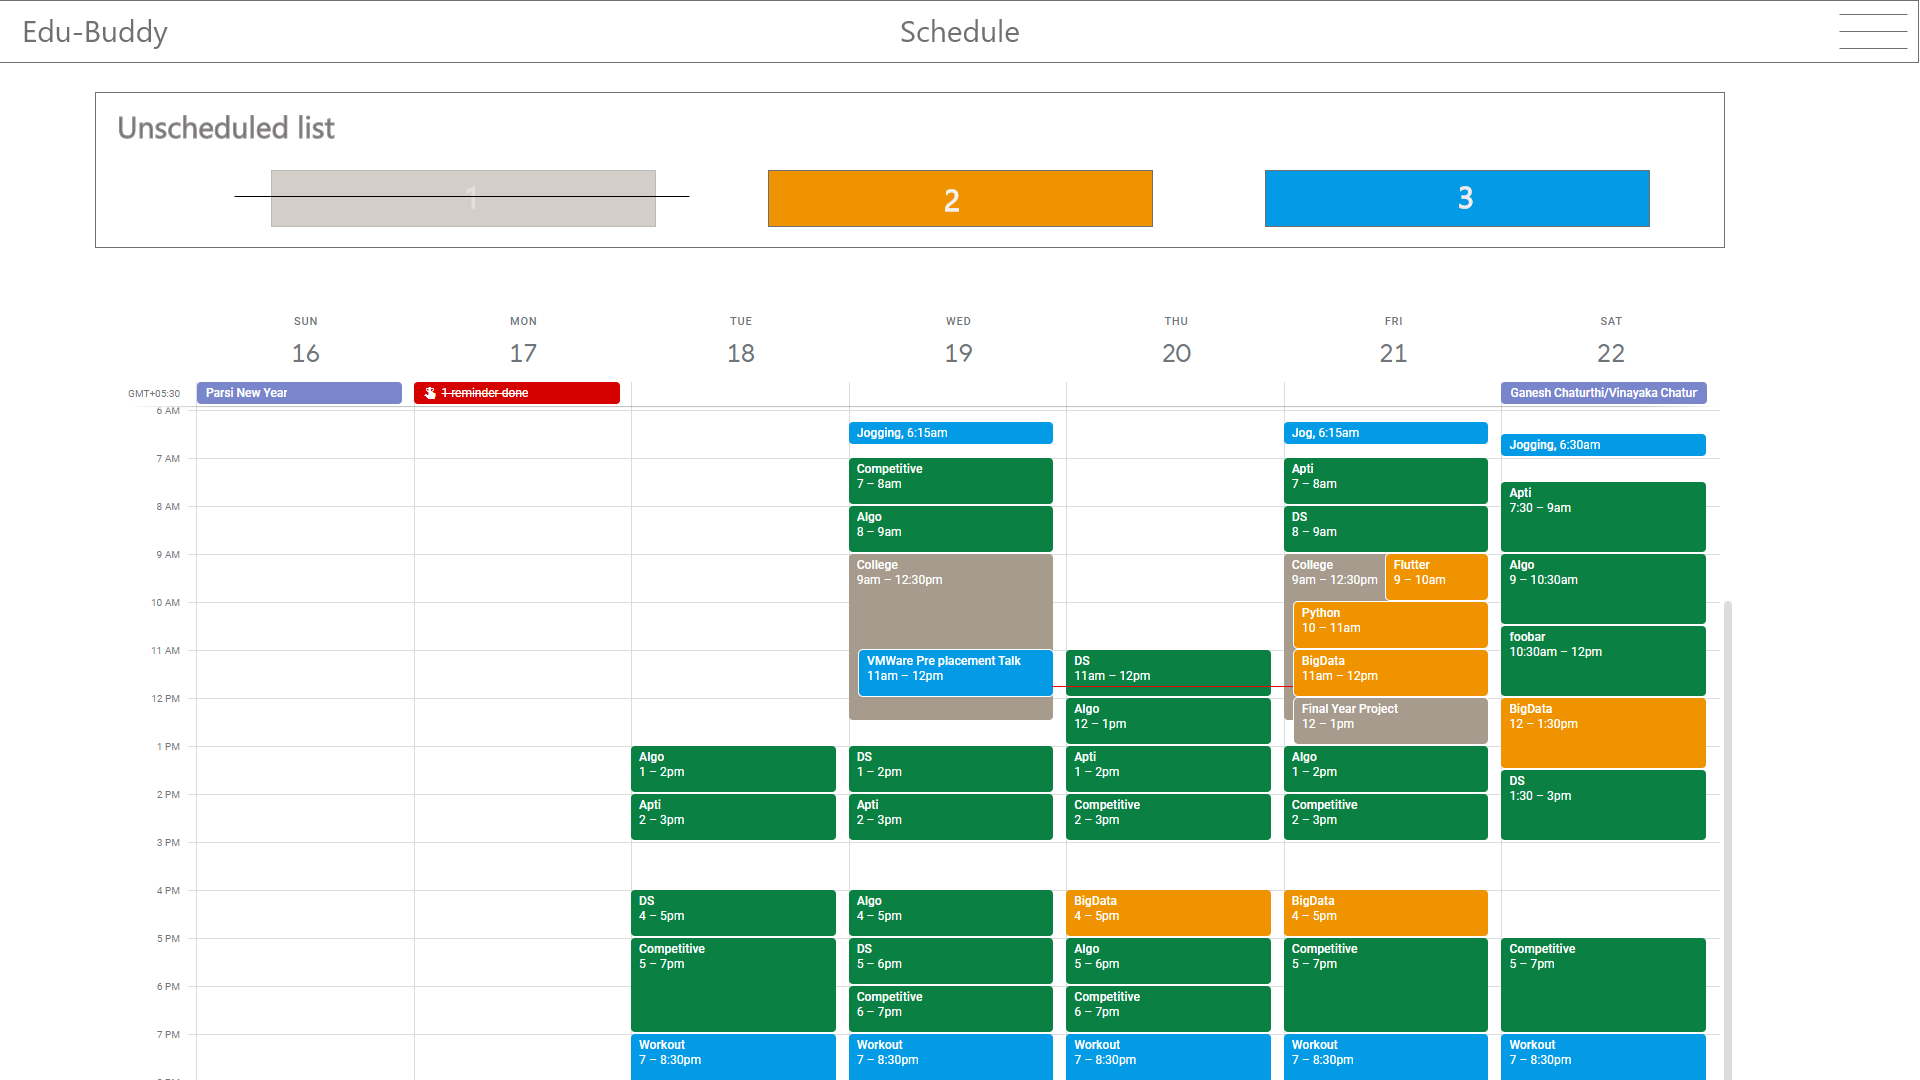 Edu-Buddy
Schedule
Unscheduled list
1
2
3
SUN
MON
TUE
WED
THU
FRI
SAT
16
17
18
19
20
21
22
GMT+05:30
Parsi New Year
1 reminder done
Ganesh Chaturthi/Vinayaka Chatur
6 AM
7 AM
8 AM
9 AM
10 AM
11 AM
12 PM
1 PM
2 PM
3 PM
4 PM
5 PM
6 PM
7 PM
Algo
1 – 2pm
Apti
2 – 3pm
DS
4 – 5pm
Competitive
5 – 7pm
Workout
7 – 8:30pm
Jogging, 6:15am
Competitive
7 – 8am
Algo
8 – 9am
College
9am – 12:30pm
VMWare Pre placement Talk
11am – 12pm
DS
1 – 2pm
Apti
2 – 3pm
Algo
4 – 5pm
DS
5 – 6pm
Competitive
6 – 7pm
Workout
7 – 8:30pm
DS
11am – 12pm
Algo
12 – 1pm
Apti
1 – 2pm
Competitive
2 – 3pm
BigData
4 – 5pm
Algo
5 – 6pm
Competitive
6 – 7pm
Workout
7 – 8:30pm
Jog, 6:15am
Apti
7 – 8am
DS
8 – 9am
College
9am – 12:30pm
Flutter
9 – 10am
Python
10 – 11am
BigData
11am – 12pm
Final Year Project
12 – 1pm
Algo
1 – 2pm
Competitive
2 – 3pm
BigData
4 – 5pm
Competitive
5 – 7pm
Workout
7 – 8:30pm
Jogging, 6:30am
Apti
7:30 – 9am
Algo
9 – 10:30am
foobar
10:30am – 12pm
BigData
12 – 1:30pm
DS
1:30 – 3pm
Competitive
5 – 7pm
Workout
7 – 8:30pm